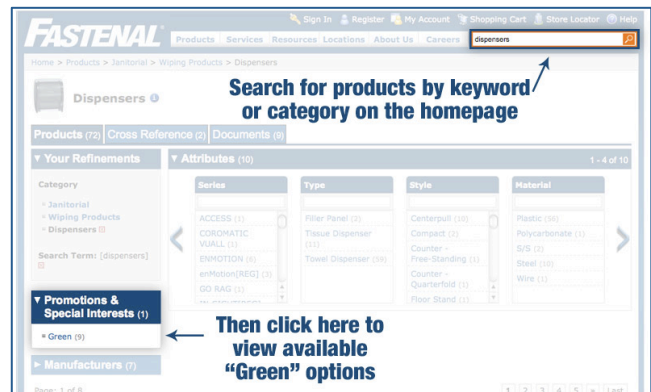 Sign In Register My Account Shopping Cart Store Locator Help
FASTENAL
Products Services Resources Locations About Us Careers
dispensers
Home > Products > Janitorial > Wiping Products > Dispensers
Search for products by keyword
or category on the homepage
Dispensers
Products (72) Cross Reference (2) Documents (9)
▼ Your Refinements
▼ Attributes (10)
1 - 4 of 10
Category
Janitorial
Wiping Products
Dispensers
Search Term: [dispensers]
Series
ACCESS (1)
COROMATIC
VUALL (1)
ENMOTION (6)
enMotion[REG] (3)
GO RAG (1)
Type
Filler Panel (2)
Tissue Dispenser
(11)
Towel Dispenser (59)
Style
Centerpull (10)
Compact (2)
Counter -
Free-Standing (1)
Counter -
Quarterfold (1)
Floor Stand (1)
Material
Plastic (58)
Polycarbonate (1)
S/S (2)
Steel (10)
Wire (1)
▼ Promotions &
Special Interests (1)
Green (9)
Then click here to
view available
“Green” options
► Manufacturers (7)
Page: 1 of 8
1 2 3 4 5 » Last